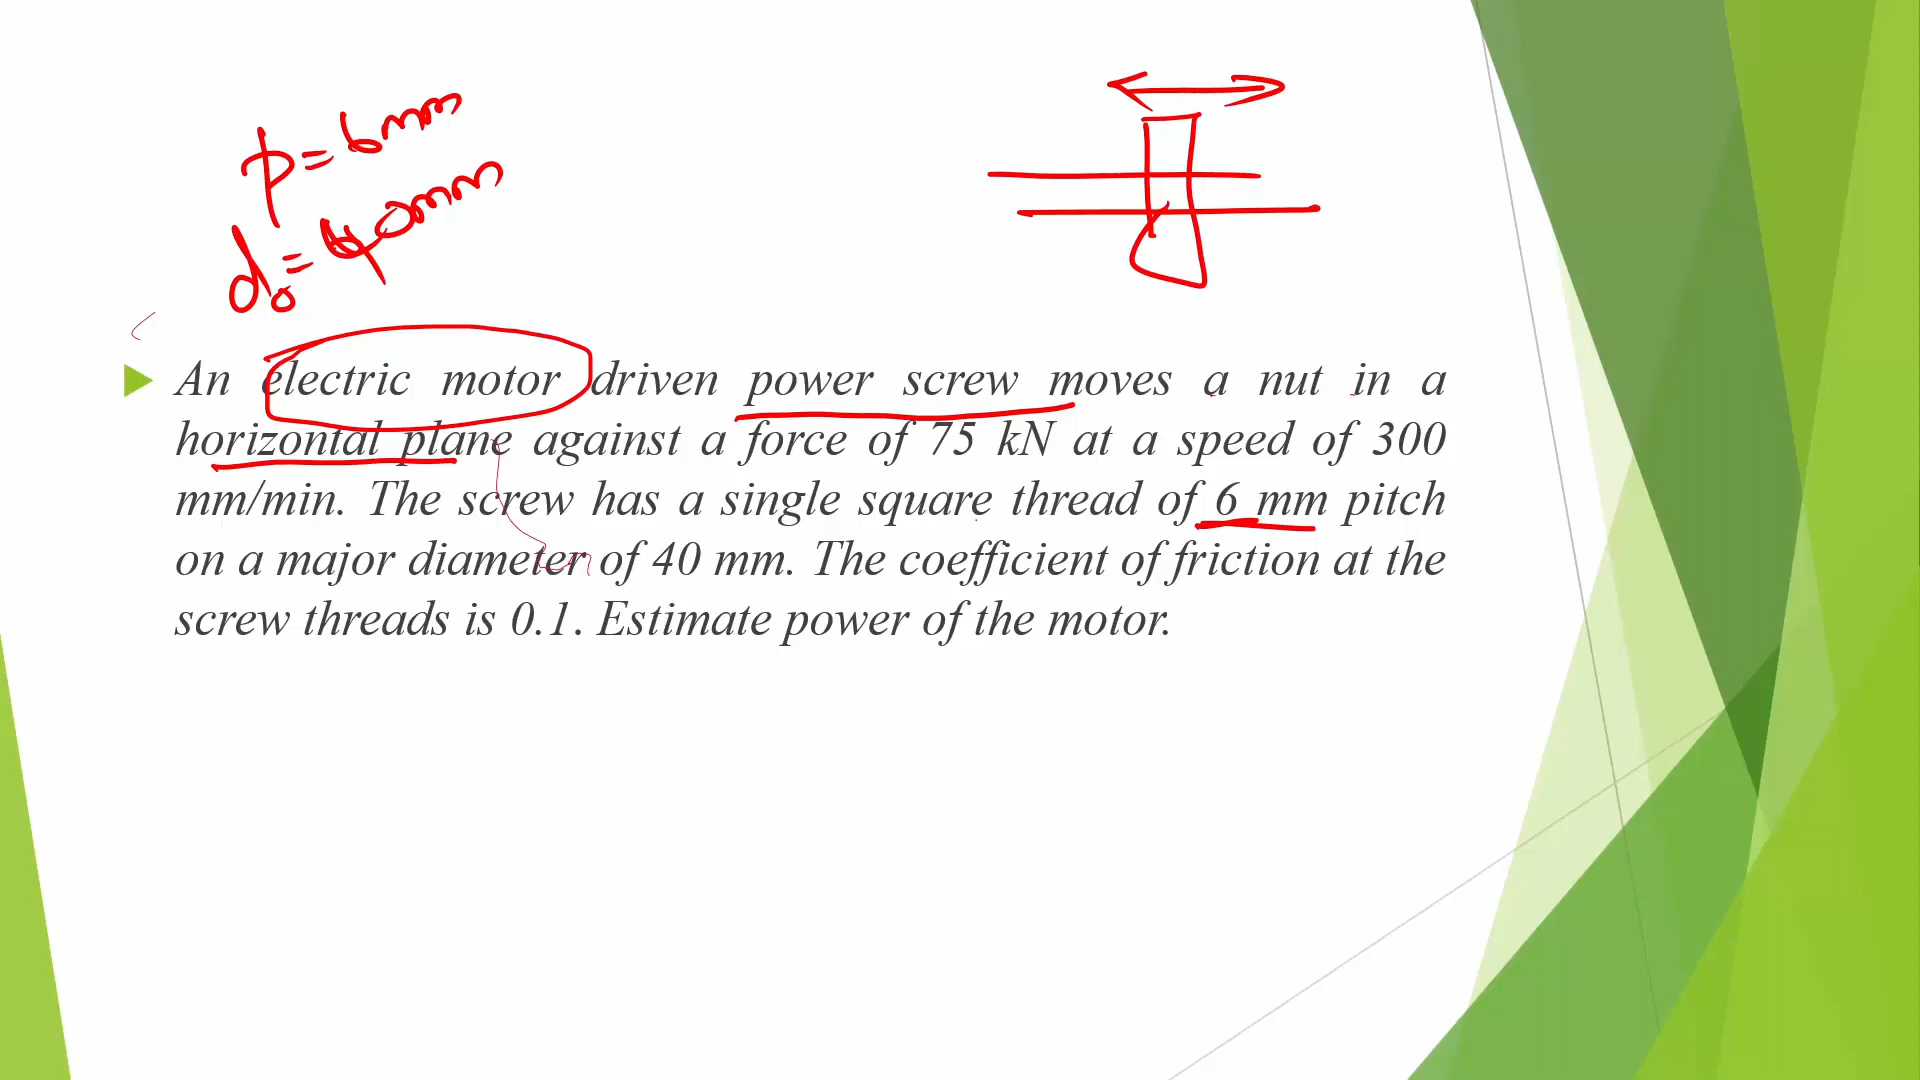 p = 6mm
do = 40mm
An electric motor driven power screw moves a nut in a
horizontal plane against a force of 75 kN at a speed of 300
mm/min. The screw has a single square thread of 6 mm pitch
on a major diameter of 40 mm. The coefficient of friction at the
screw threads is 0.1. Estimate power of the motor.